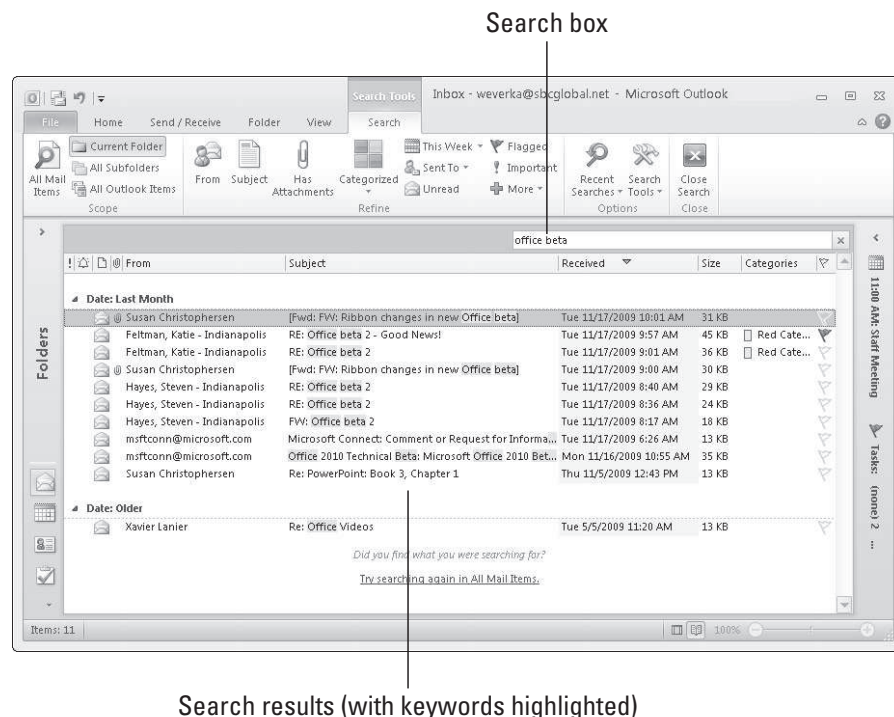 Search box
Search Tools
Inbox - weverka@sbcglobal.net - Microsoft Outlook
File Home Send / Receive Folder View Search
All Mail Items
Current Folder
All Subfolders
All Outlook Items
Scope
From
Subject
Has Attachments
Categorized
This Week
Sent To
Unread
Flagged
Important
More
Refine
Recent Searches
Search Tools
Options
Close Search
Close
office beta
From Subject Received Size Categories
Date: Last Month
Susan Christophersen [Fwd: FW: Ribbon changes in new Office beta] Tue 11/17/2009 10:01 AM 31 KB
Feltman, Katie - Indianapolis RE: Office beta 2 - Good News! Tue 11/17/2009 9:57 AM 45 KB Red Cate...
Feltman, Katie - Indianapolis RE: Office beta 2 Tue 11/17/2009 9:01 AM 36 KB Red Cate...
Susan Christophersen [Fwd: FW: Ribbon changes in new Office beta] Tue 11/17/2009 9:00 AM 30 KB
Hayes, Steven - Indianapolis RE: Office beta 2 Tue 11/17/2009 8:40 AM 29 KB
Hayes, Steven - Indianapolis RE: Office beta 2 Tue 11/17/2009 8:36 AM 24 KB
Hayes, Steven - Indianapolis FW: Office beta 2 Tue 11/17/2009 8:17 AM 18 KB
msftconn@microsoft.com Microsoft Connect: Comment or Request for Informa... Tue 11/17/2009 6:26 AM 13 KB
msftconn@microsoft.com Office 2010 Technical Beta: Microsoft Office 2010 Bet... Mon 11/16/2009 10:55 AM 35 KB
Susan Christophersen Re: PowerPoint: Book 3, Chapter 1 Thu 11/5/2009 12:43 PM 13 KB
Date: Older
Xavier Lanier Re: Office Videos Tue 5/5/2009 11:20 AM 13 KB
Did you find what you were searching for?
Try searching again in All Mail Items.
Folders
11:00 AM: Staff Meeting
Tasks: (none) 2 ...
Items: 11
100%
Search results (with keywords highlighted)